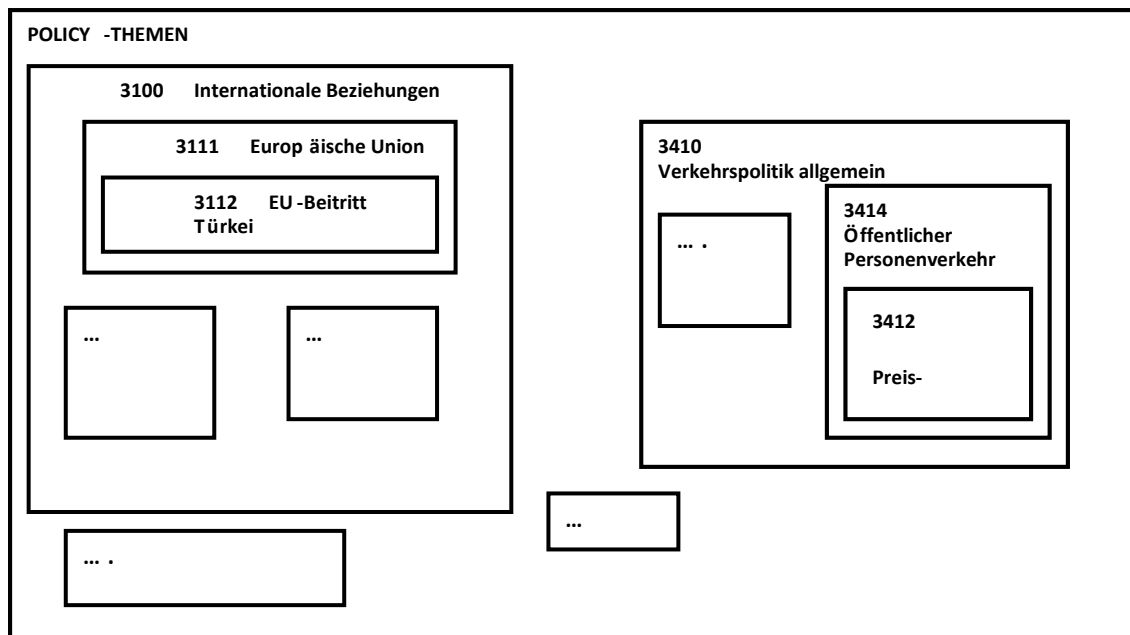 POLICY -THEMEN
3100 Internationale Beziehungen
3111 Europ äische Union
3112 EU -Beitritt
Türkei
...
...
3410
Verkehrspolitik allgemein
... .
3414
Öffentlicher
Personenverkehr
3412
Preis-
...
... .